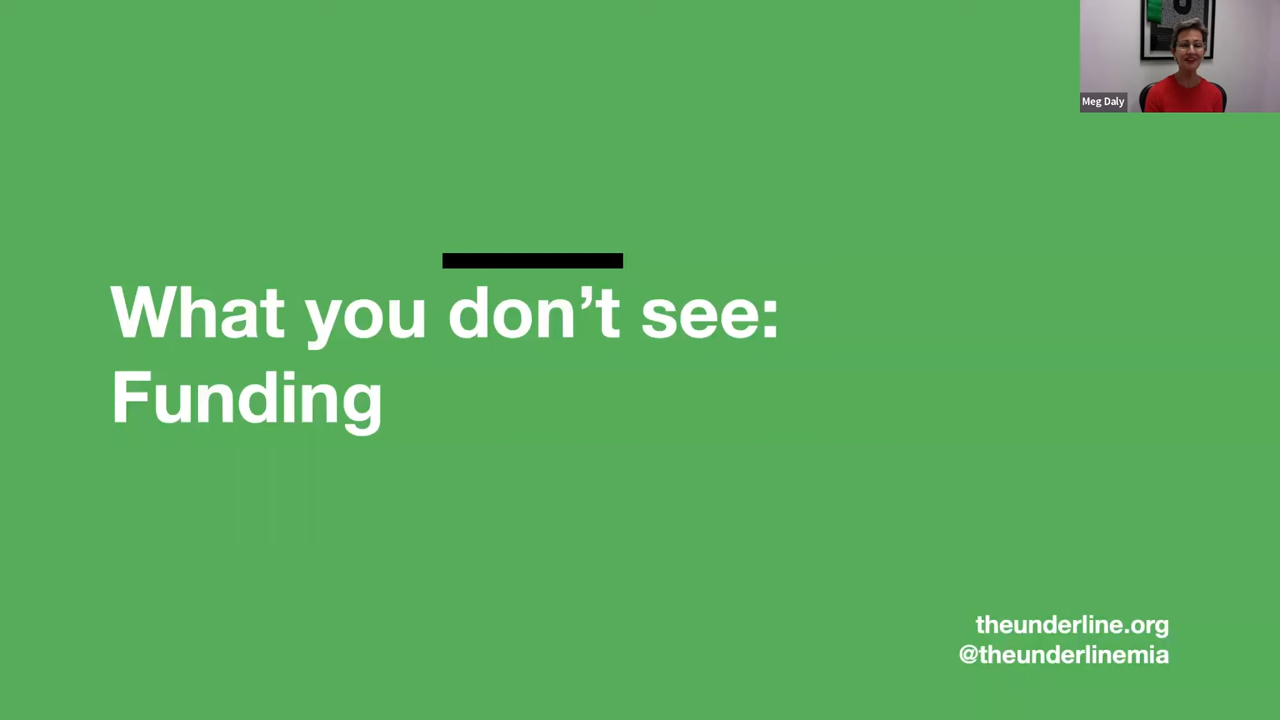 Meg Daly
What you don’t see:
Funding
theunderline.org
@theunderlinemia